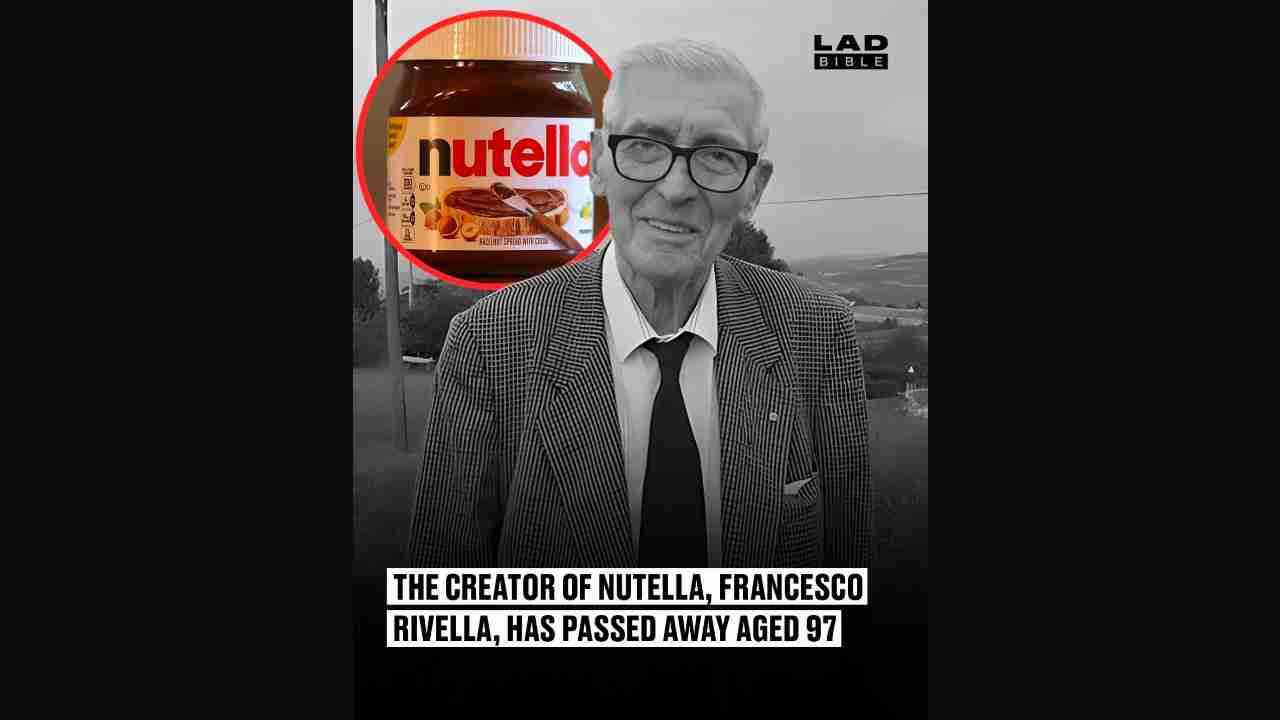 LAD
BIBLE
nutella
HAZELNUT SPREAD WITH COCOA
THE CREATOR OF NUTELLA, FRANCESCO
RIVELLA, HAS PASSED AWAY AGED 97